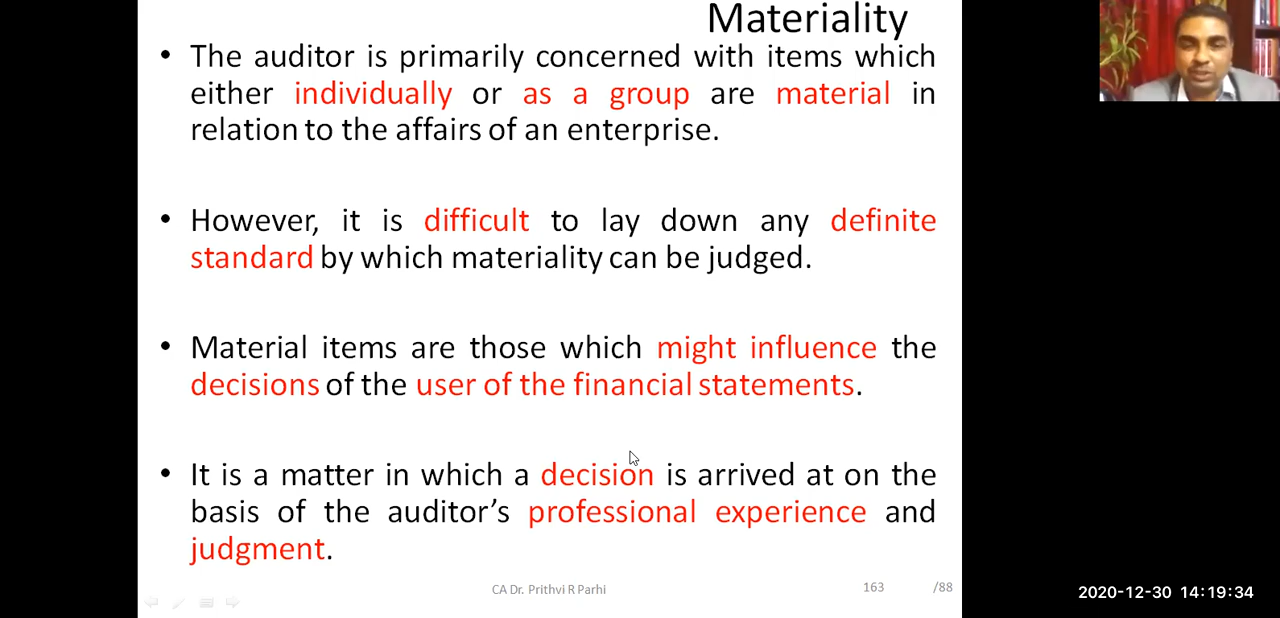 Materiality
• The auditor is primarily concerned with items which
either individually or as a group are material in
relation to the affairs of an enterprise.
• However, it is difficult to lay down any definite
standard by which materiality can be judged.
• Material items are those which might influence the
decisions of the user of the financial statements.
• It is a matter in which a decision is arrived at on the
basis of the auditor’s professional experience and
judgment.
CA Dr. Prithvi R Parhi
163
/88
2020-12-30 14:19:34